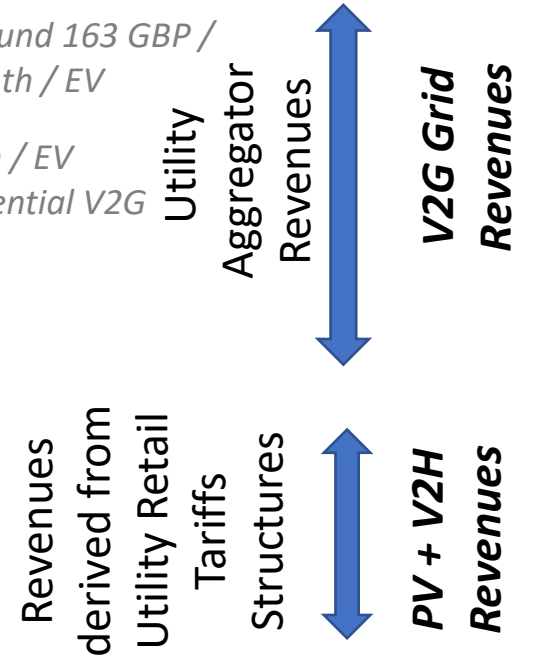 und 163 GBP /
th / EV
/ EV
ential V2G
Utility
Aggregator
Revenues
V2G Grid
Revenues
Revenues
derived from
Utility Retail
Tariffs
Structures
PV + V2H
Revenues